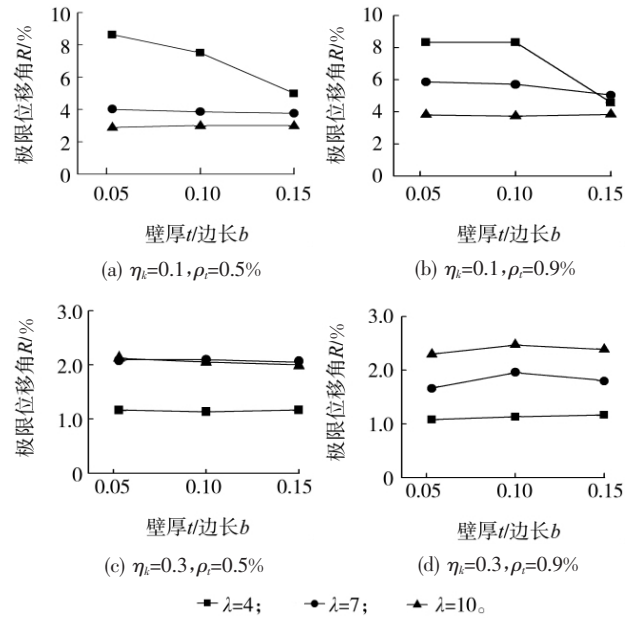 极限位移角R/%
10
8
6
4
2
0
0.05 0.10 0.15
壁厚t/边长b
(a) ηk=0.1,ρt=0.5%
极限位移角R/%
10
8
6
4
2
0
0.05 0.10 0.15
壁厚t/边长b
(b) ηk=0.1,ρt=0.9%
极限位移角R/%
3.0
2.0
1.0
0
0.05 0.10 0.15
壁厚t/边长b
(c) ηk=0.3,ρt=0.5%
极限位移角R/%
3.0
2.0
1.0
0
0.05 0.10 0.15
壁厚t/边长b
(d) ηk=0.3,ρt=0.9%
λ=4; λ=7; λ=10。